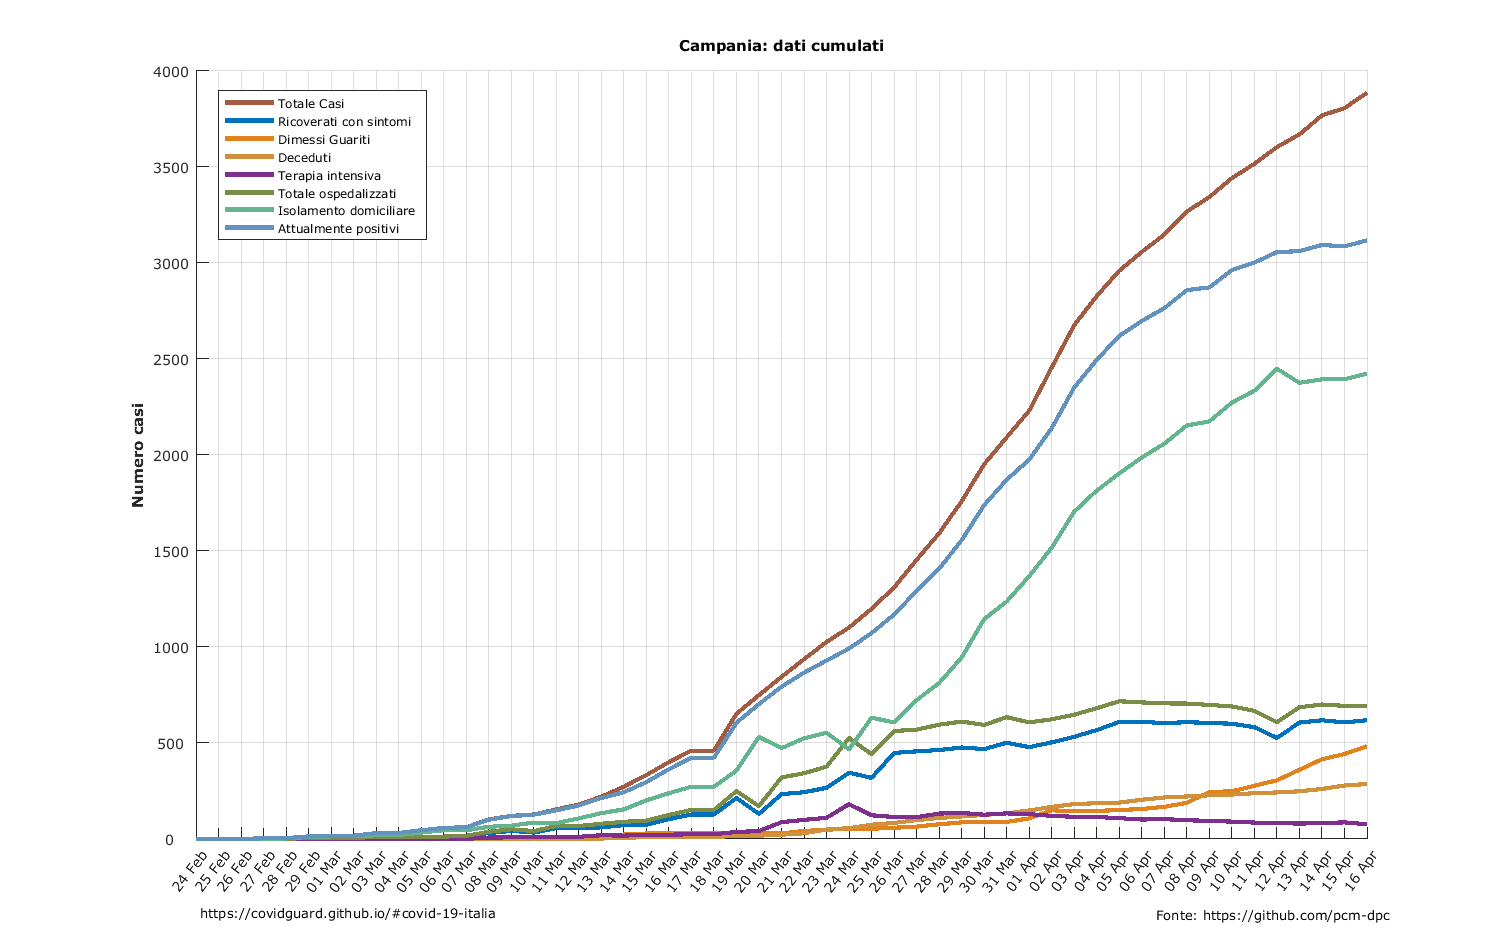 Campania: dati cumulati
Numero casi
4000
3500
3000
2500
2000
1500
1000
500
0
Totale Casi
Ricoverati con sintomi
Dimessi Guariti
Deceduti
Terapia intensiva
Totale ospedalizzati
Isolamento domiciliare
Attualmente positivi
24 Feb
25 Feb
26 Feb
27 Feb
28 Feb
29 Feb
01 Mar
02 Mar
03 Mar
04 Mar
05 Mar
06 Mar
07 Mar
08 Mar
09 Mar
10 Mar
11 Mar
12 Mar
13 Mar
14 Mar
15 Mar
16 Mar
17 Mar
18 Mar
19 Mar
20 Mar
21 Mar
22 Mar
23 Mar
24 Mar
25 Mar
26 Mar
27 Mar
28 Mar
29 Mar
30 Mar
31 Mar
01 Apr
02 Apr
03 Apr
04 Apr
05 Apr
06 Apr
07 Apr
08 Apr
09 Apr
10 Apr
11 Apr
12 Apr
13 Apr
14 Apr
15 Apr
16 Apr
https://covidguard.github.io/#covid-19-italia
Fonte: https://github.com/pcm-dpc